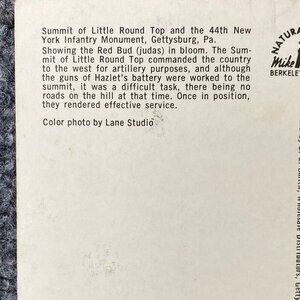 Summit of Little Round Top and the 44th New
York Infantry Monument, Gettysburg, Pa.
Showing the Red Bud (judas) in bloom. The Sum-
mit of Little Round Top commanded the country
to the west for artillery purposes, and although
the guns of Hazlet's battery were worked to the
summit, it was a difficult task, there being no
roads on the hill at that time. Once in position,
they rendered effective service.
Color photo by Lane Studio
NATURA
Mike
BERKELE